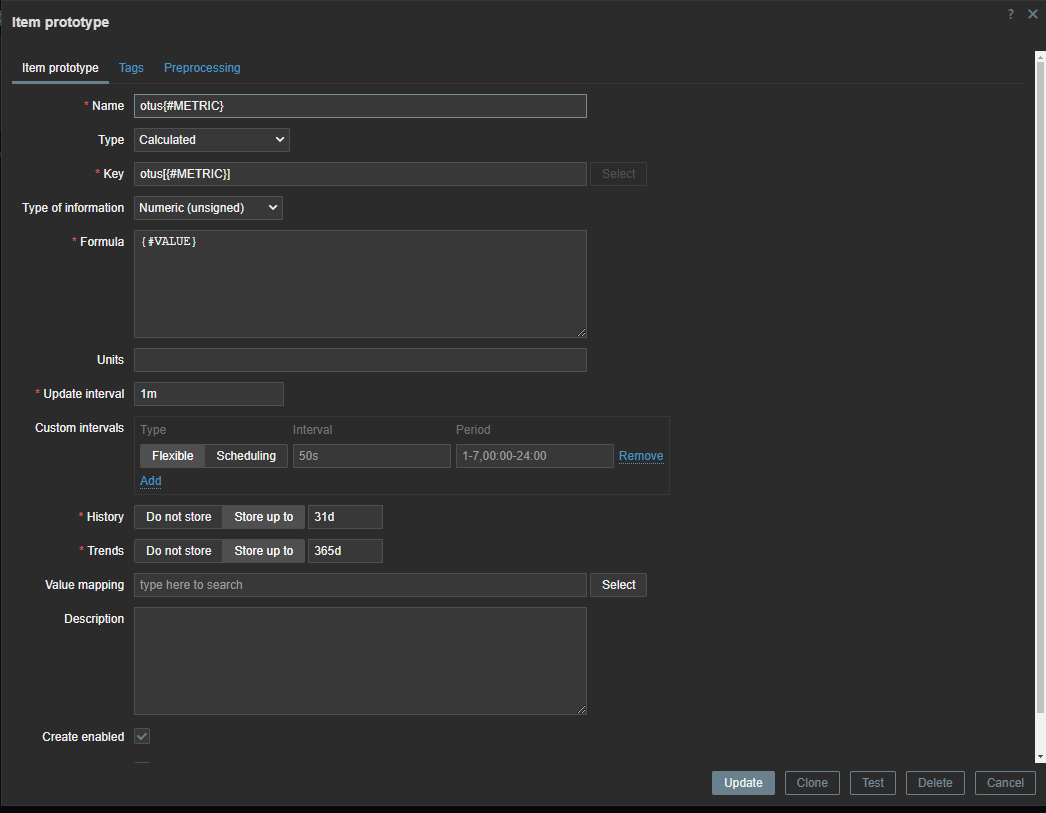 Item prototype
? ×
Item prototype Tags Preprocessing
* Name otus{#METRIC}
Type Calculated
* Key otus[{#METRIC}] Select
Type of information Numeric (unsigned)
* Formula {#VALUE}
Units
* Update interval 1m
Custom intervals Type Interval Period
Flexible Scheduling 50s 1-7,00:00-24:00 Remove
Add
* History Do not store Store up to 31d
* Trends Do not store Store up to 365d
Value mapping type here to search Select
Description
Create enabled
Update Clone Test Delete Cancel